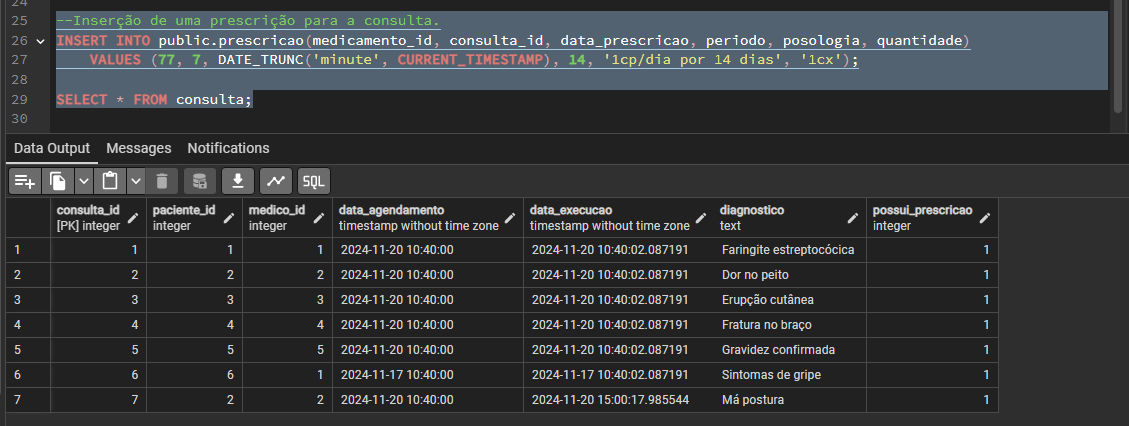 24
25 --Inserção de uma prescrição para a consulta.
26 INSERT INTO public.prescricao(medicamento_id, consulta_id, data_prescricao, periodo, posologia, quantidade)
27 VALUES (77, 7, DATE_TRUNC('minute', CURRENT_TIMESTAMP), 14, '1cp/dia por 14 dias', '1cx');
28
29 SELECT * FROM consulta;
30
Data Output Messages Notifications
SQL
consulta_id paciente_id medico_id data_agendamento data_execucao diagnostico possui_prescricao
[PK] integer integer integer timestamp without time zone timestamp without time zone text integer
1 1 1 1 2024-11-20 10:40:00 2024-11-20 10:40:02.087191 Faringite estreptocócica 1
2 2 2 2 2024-11-20 10:40:00 2024-11-20 10:40:02.087191 Dor no peito 1
3 3 3 3 2024-11-20 10:40:00 2024-11-20 10:40:02.087191 Erupção cutânea 1
4 4 4 4 2024-11-20 10:40:00 2024-11-20 10:40:02.087191 Fratura no braço 1
5 5 5 5 2024-11-20 10:40:00 2024-11-20 10:40:02.087191 Gravidez confirmada 1
6 6 6 1 2024-11-17 10:40:00 2024-11-17 10:40:02.087191 Sintomas de gripe 1
7 7 2 2 2024-11-20 10:40:00 2024-11-20 15:00:17.985544 Má postura 1